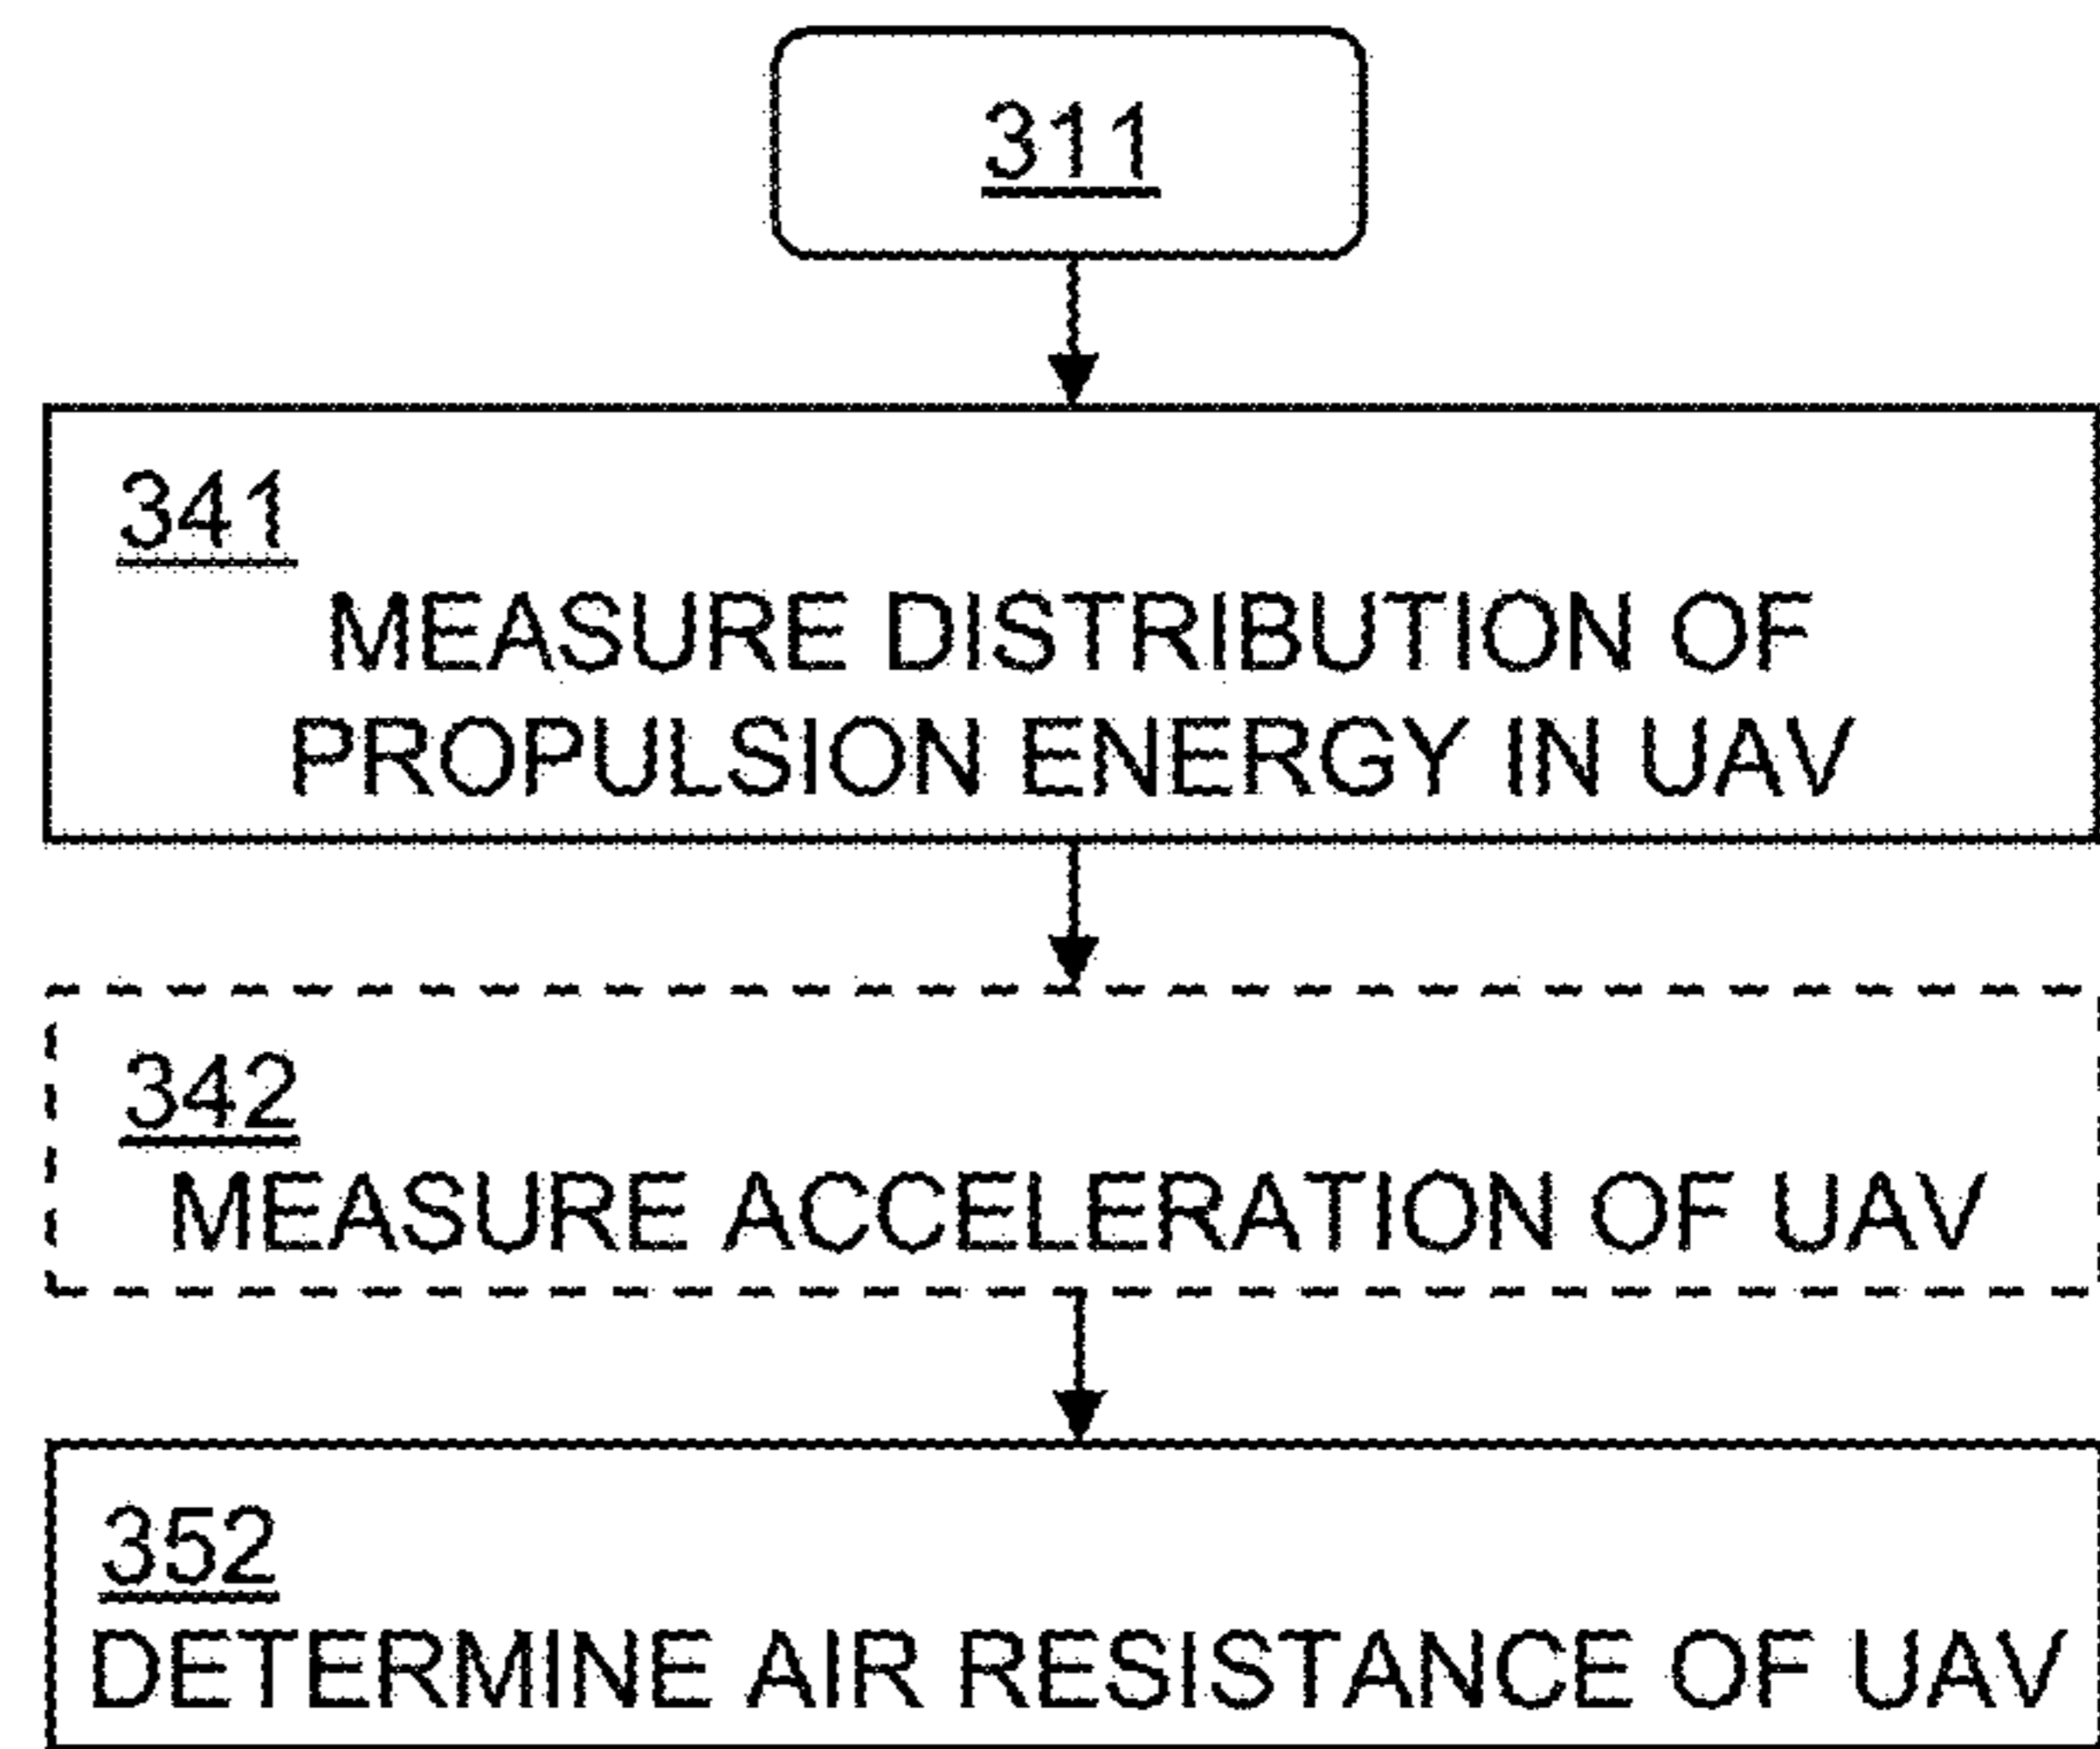 311
341
MEASURE DISTRIBUTION OF
PROPULSION ENERGY IN UAV
342
MEASURE ACCELERATION OF UAV
352
DETERMINE AIR RESISTANCE OF UAV